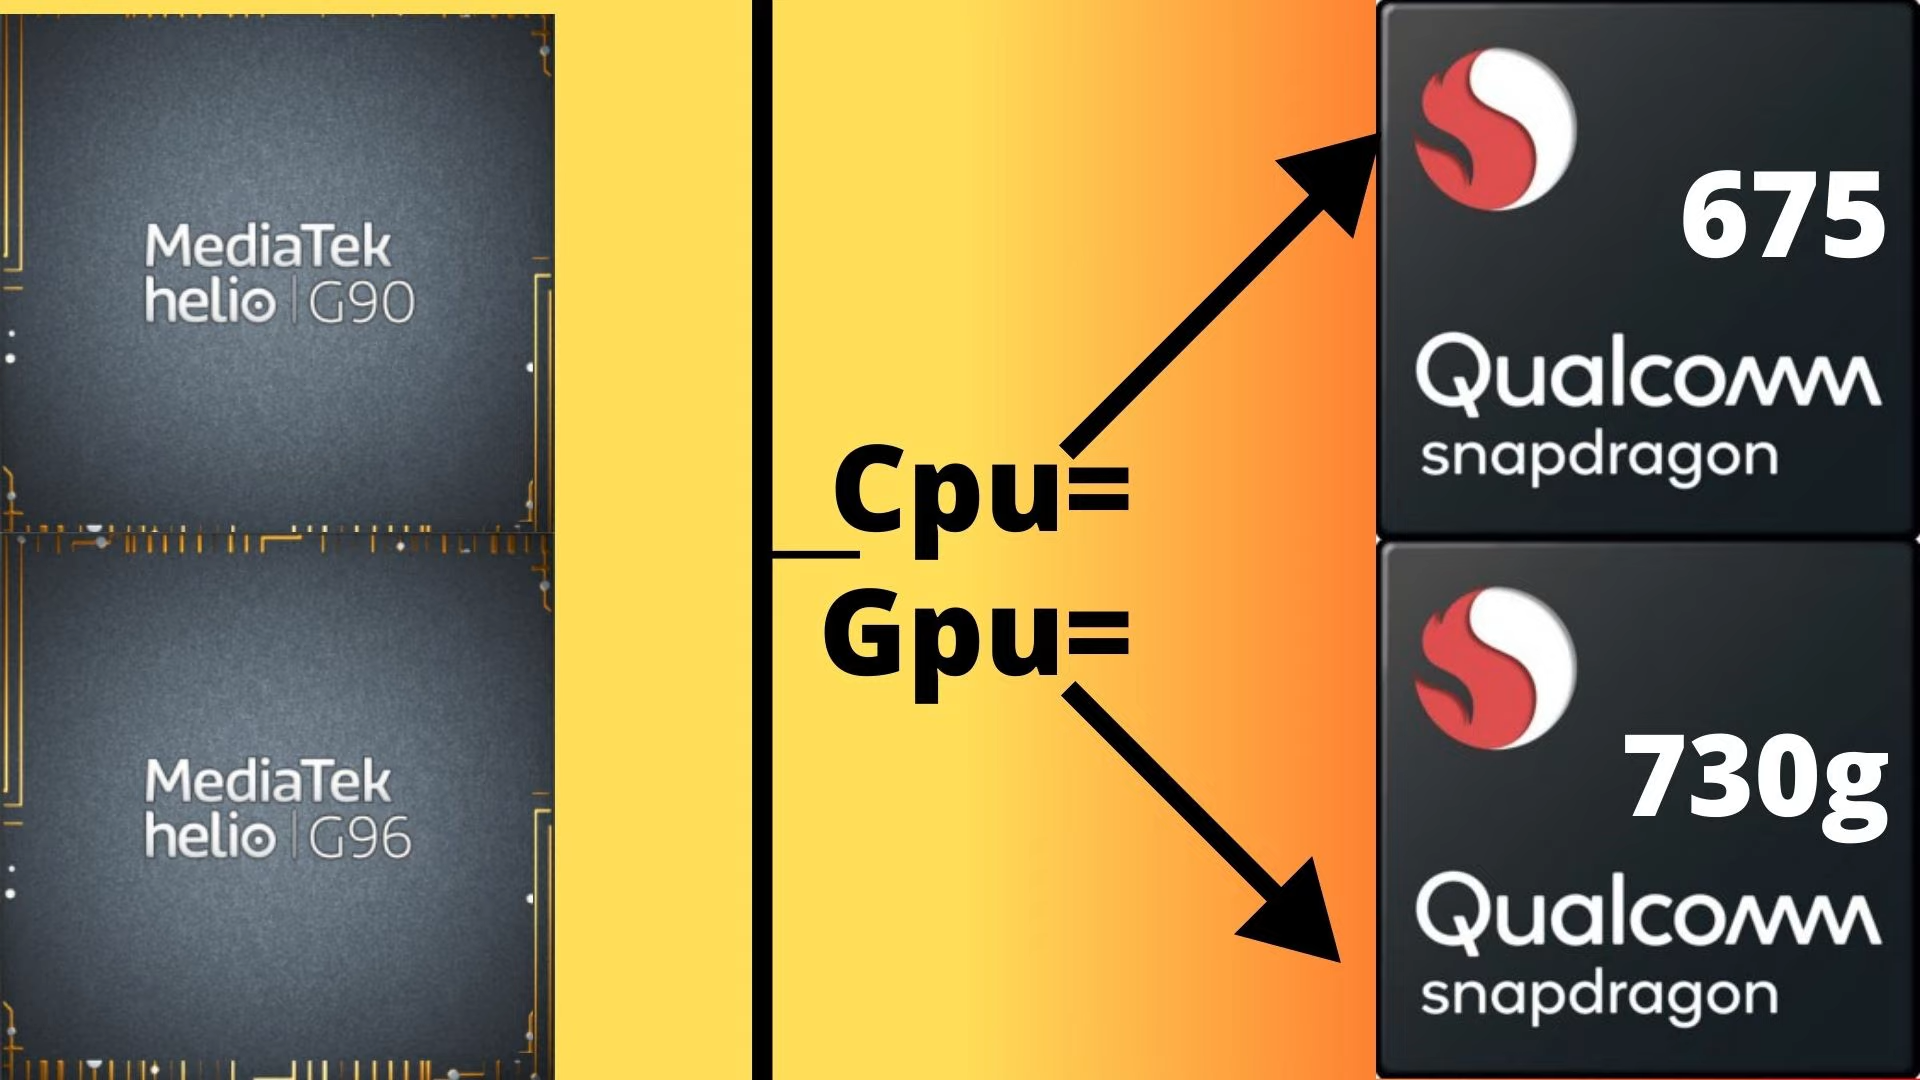 MediaTek
helio | G90
MediaTek
helio | G96
Cpu=
Gpu=
675
Qualcomm
snapdragon
730g
Qualcomm
snapdragon